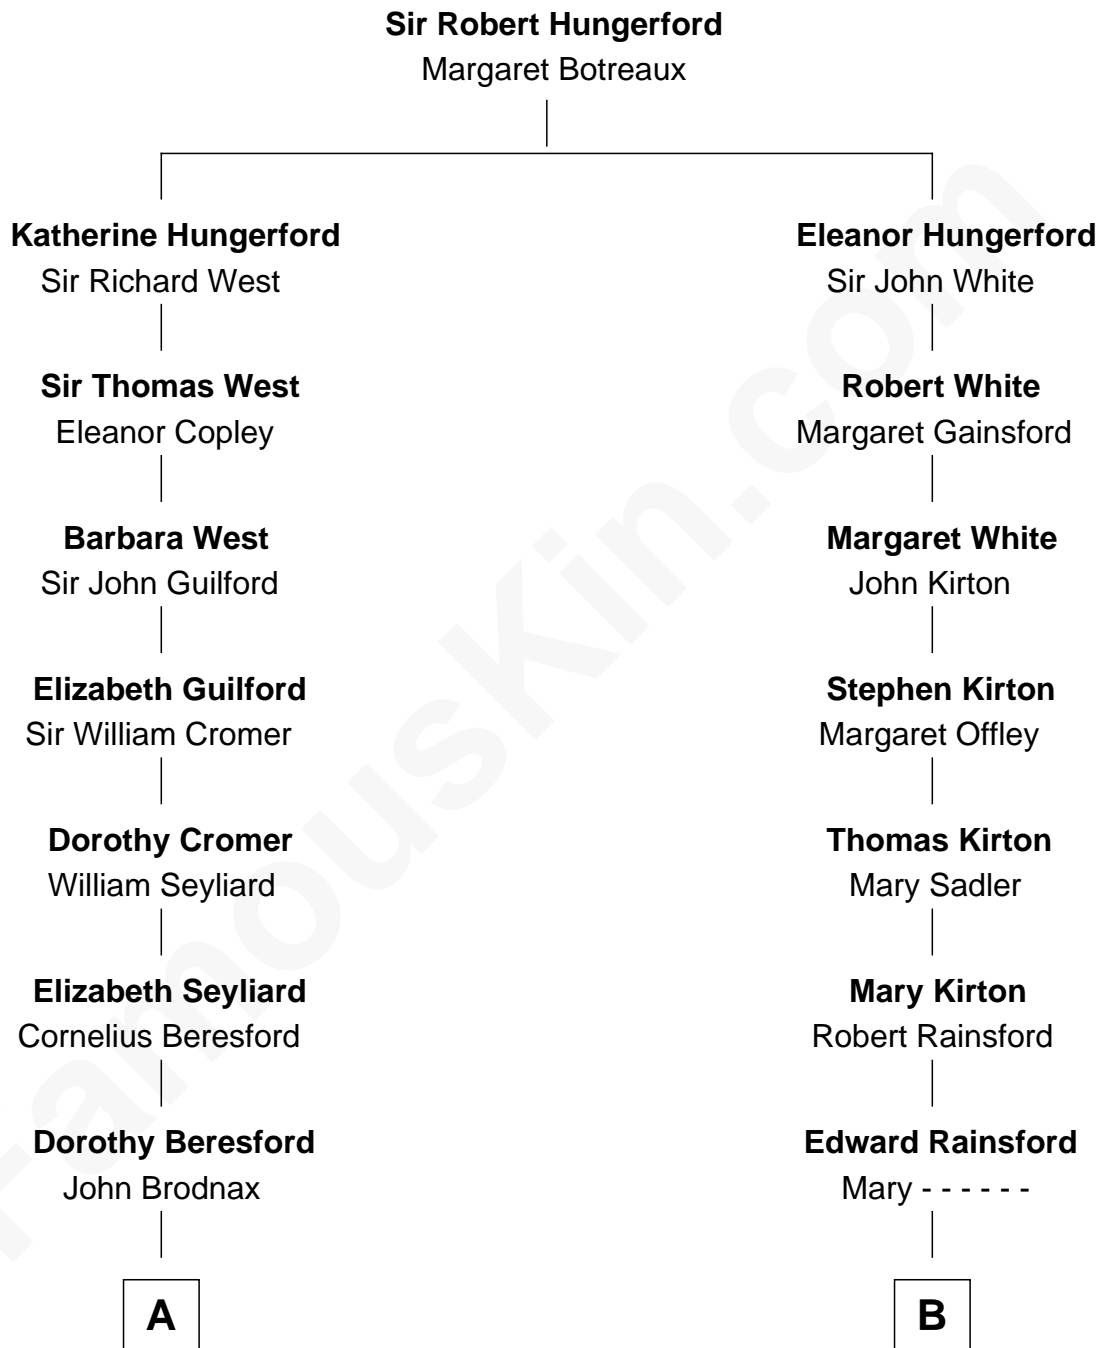 Sir Robert Hungerford
Margaret Botreaux
Katherine Hungerford
Sir Richard West
Eleanor Hungerford
Sir John White
Sir Thomas West
Eleanor Copley
Robert White
Margaret Gainsford
Barbara West
Sir John Guilford
Margaret White
John Kirton
Elizabeth Guilford
Sir William Cromer
Stephen Kirton
Margaret Offley
Dorothy Cromer
William Seyliard
Thomas Kirton
Mary Sadler
Elizabeth Seyliard
Cornelius Beresford
Mary Kirton
Robert Rainsford
Dorothy Beresford
John Brodnax
Edward Rainsford
Mary - - - - - -
A
B
FamousKin.com